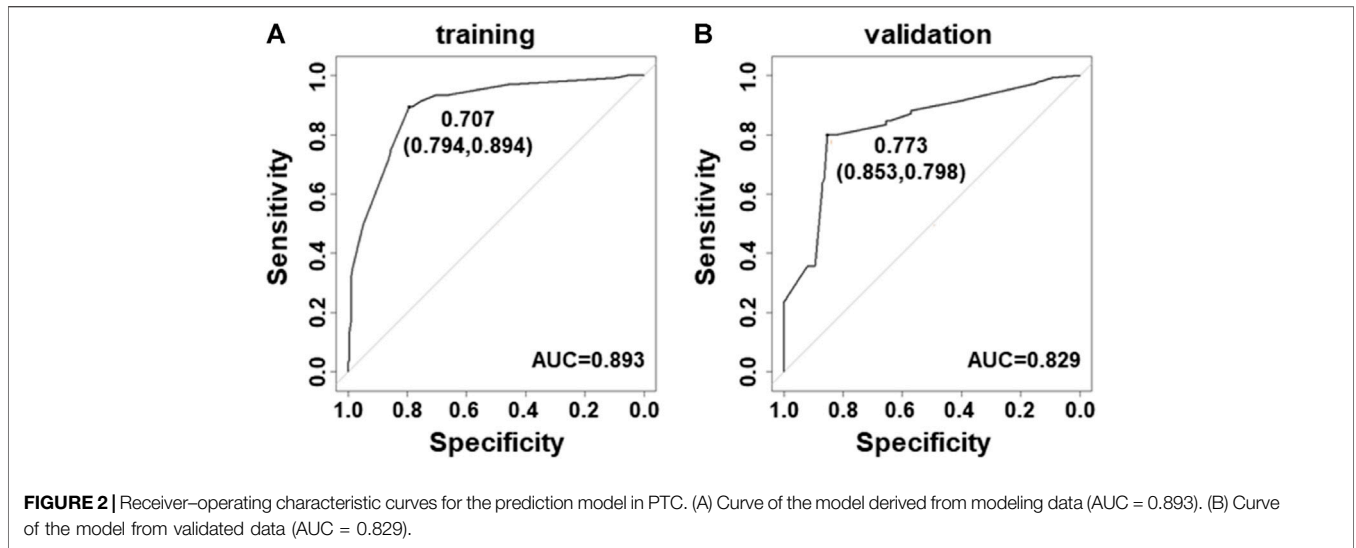 A training
1.0
0.8
0.6
0.4
0.2
0.0
Sensitivity
0.707
(0.794,0.894)
AUC=0.893
1.0 0.8 0.6 0.4 0.2 0.0
Specificity
B validation
1.0
0.8
0.6
0.4
0.2
0.0
Sensitivity
0.773
(0.853,0.798)
AUC=0.829
1.0 0.8 0.6 0.4 0.2 0.0
Specificity
FIGURE 2 | Receiver–operating characteristic curves for the prediction model in PTC. (A) Curve of the model derived from modeling data (AUC = 0.893). (B) Curve
of the model from validated data (AUC = 0.829).